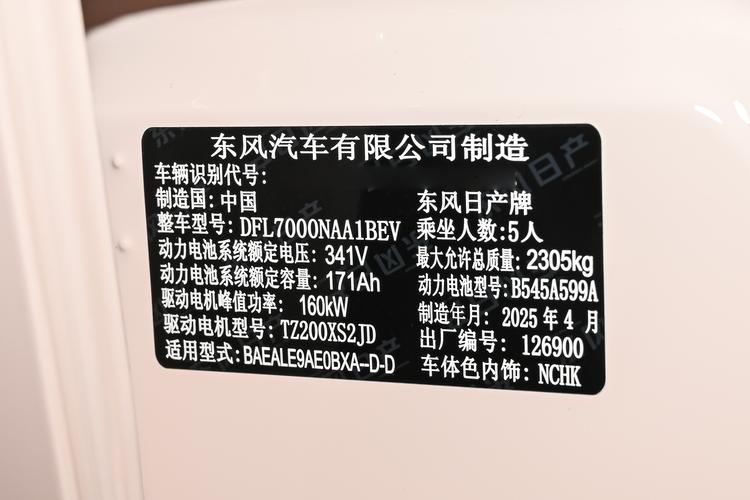 东风汽车有限公司制造
车辆识别代号:
制造国: 中国
东风日产牌
整车型号: DFL7000NAA1BEV
乘坐人数: 5人
动力电池系统额定电压: 341V
最大允许总质量: 2305kg
动力电池系统额定容量: 171Ah
动力电池型号: B545A599A
驱动电机峰值功率: 160kW
制造年月: 2025 年 4 月
驱动电机型号: TZ200XS2JD
出厂编号: 126900
适用型式: BAEALE9AE0BXA-D-D
车体色内饰: NCHK